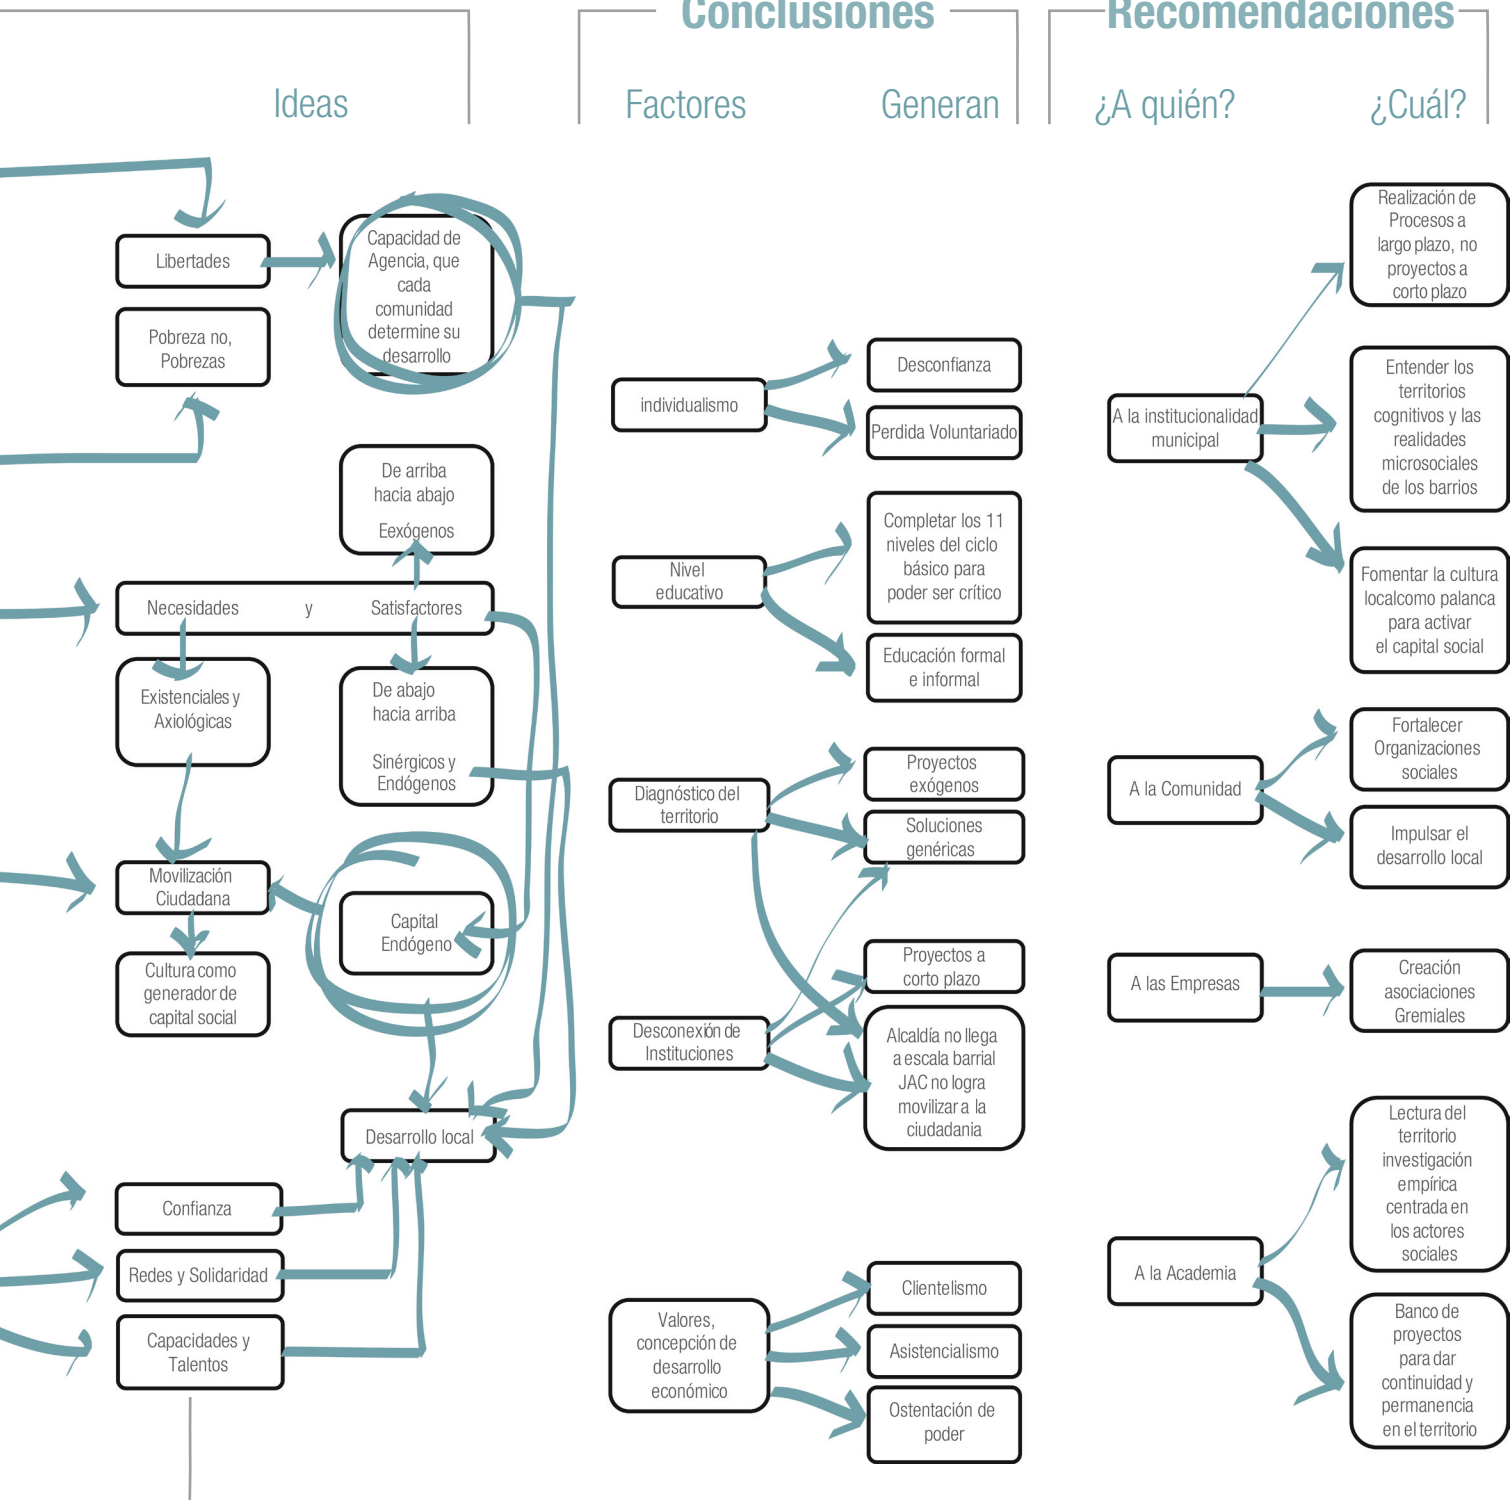 Conclusiones
Recomendaciones
Ideas
Factores
Generan
¿A quién?
¿Cuál?
Libertades
Capacidad de
Agencia, que
cada
comunidad
determine su
desarrollo
Pobreza no,
Pobrezas
De arriba
hacia abajo
Eexógenos
Necesidades y Satisfactores
Existenciales y
Axiológicas
De abajo
hacia arriba
Sinérgicos y
Endógenos
Movilización
Ciudadana
Capital
Endógeno
Cultura como
generador de
capital social
Desarrollo local
Confianza
Redes y Solidaridad
Capacidades y
Talentos
individualismo
Desconfianza
Perdida Voluntariado
Nivel
educativo
Completar los 11
niveles del ciclo
básico para
poder ser crítico
Educación formal
e informal
Diagnóstico del
territorio
Proyectos
exógenos
Soluciones
genéricas
Desconexión de
Instituciones
Proyectos a
corto plazo
Alcaldía no llega
a escala barrial
JAC no logra
movilizar a la
ciudadania
Valores,
concepción de
desarrollo
económico
Clientelismo
Asistencialismo
Ostentación de
poder
A la institucionalidad
municipal
Realización de
Procesos a
largo plazo, no
proyectos a
corto plazo
Entender los
territorios
cognitivos y las
realidades
microsociales
de los barrios
Fomentar la cultura
localcomo palanca
para activar
el capital social
A la Comunidad
Fortalecer
Organizaciones
sociales
Impulsar el
desarrollo local
A las Empresas
Creación
asociaciones
Gremiales
A la Academia
Lectura del
territorio
investigación
empírica
centrada en
los actores
sociales
Banco de
proyectos
para dar
continuidad y
permanencia
en el territorio